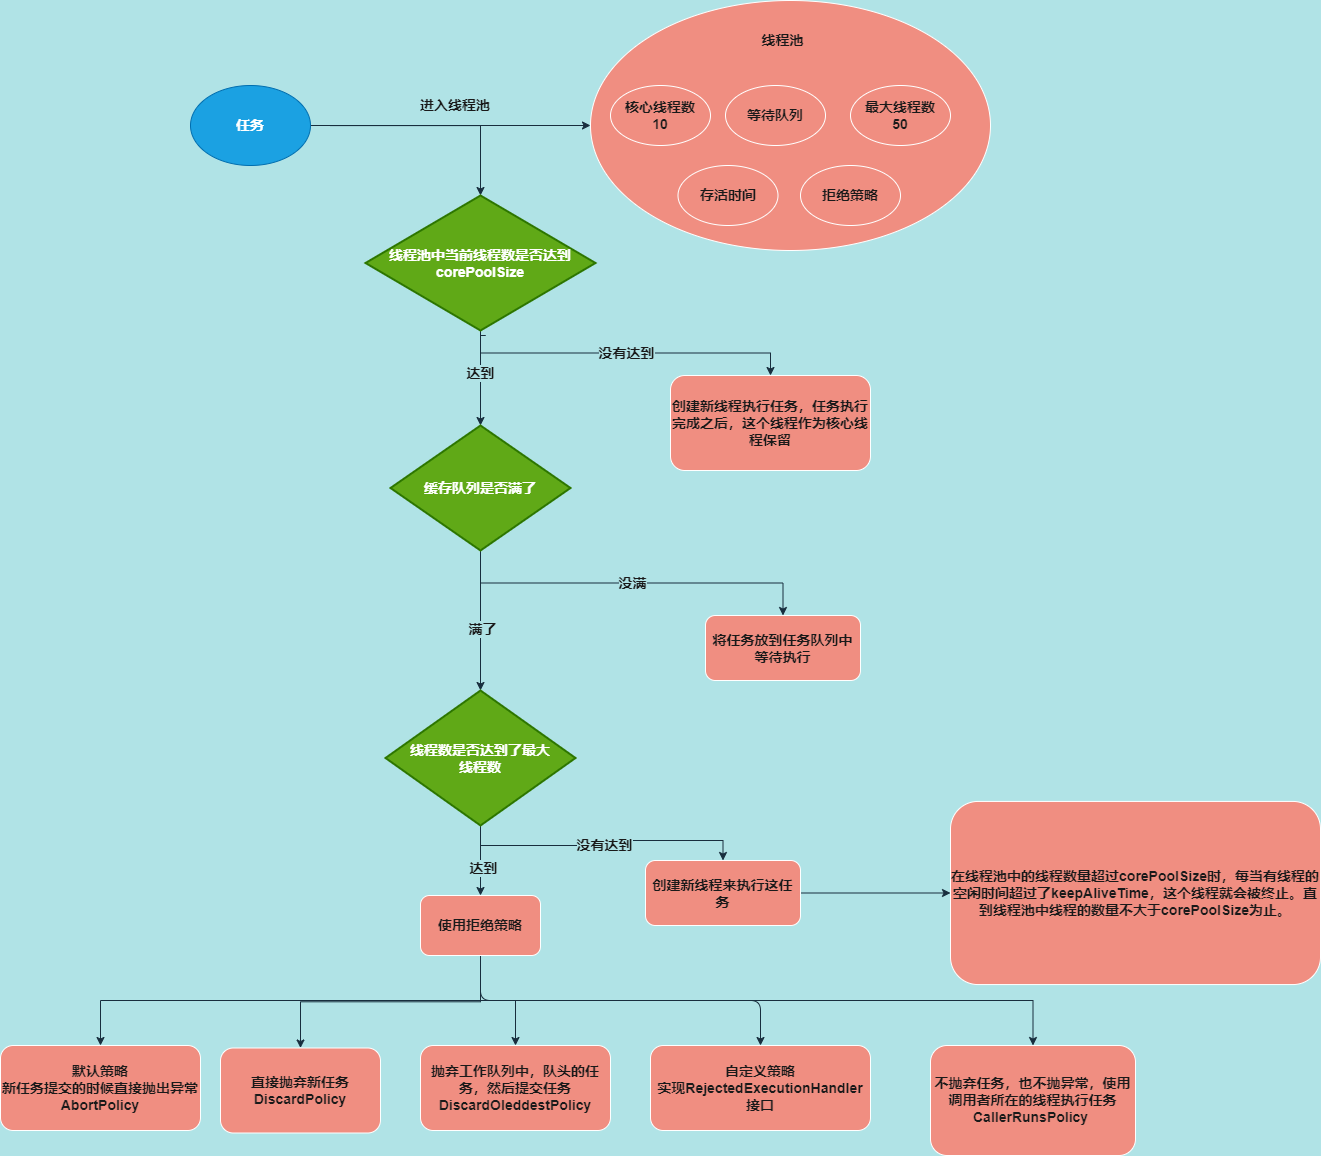 线程池
核心线程数
10
等待队列
最大线程数
50
存活时间
拒绝策略
任务
进入线程池
线程池中当前线程数是否达到
corePoolSize
没有达到
达到
创建新线程执行任务，任务执行
完成之后，这个线程作为核心线
程保留
缓存队列是否满了
没满
满了
将任务放到任务队列中
等待执行
线程数是否达到了最大
线程数
没有达到
达到
创建新线程来执行这任
务
在线程池中的线程数量超过corePoolSize时，每当有线程的
空闲时间超过了keepAliveTime，这个线程就会被终止。直
到线程池中线程的数量不大于corePoolSize为止。
使用拒绝策略
默认策略
新任务提交的时候直接抛出异常
AbortPolicy
直接抛弃新任务
DiscardPolicy
抛弃工作队列中，队头的任
务，然后提交任务
DiscardOleddestPolicy
自定义策略
实现RejectedExecutionHandler
接口
不抛弃任务，也不抛异常，使用
调用者所在的线程执行任务
CallerRunsPolicy